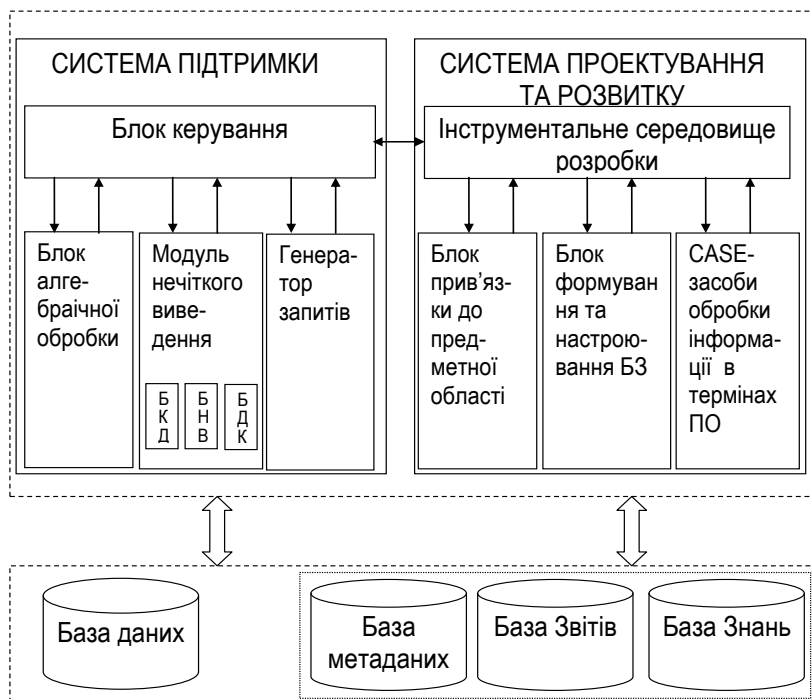 СИСТЕМА ПІДТРИМКИ
Блок керування
Блок
алге-
браїчної
обробки
Модуль
нечіткого
виве-
дення
Б
К
Д
Б
Н
В
Б
Д
К
Генера-
тор
запитів
СИСТЕМА ПРОЕКТУВАННЯ
ТА РОЗВИТКУ
Інструментальне середовище
розробки
Блок
прив’яз-
ки до
пред-
метної
області
Блок
формуван
ня та
настрою-
вання БЗ
CASE-
засоби
обробки
інформа-
ції в
термінах
ПО
База даних
База
метаданих
База Звітів
База Знань